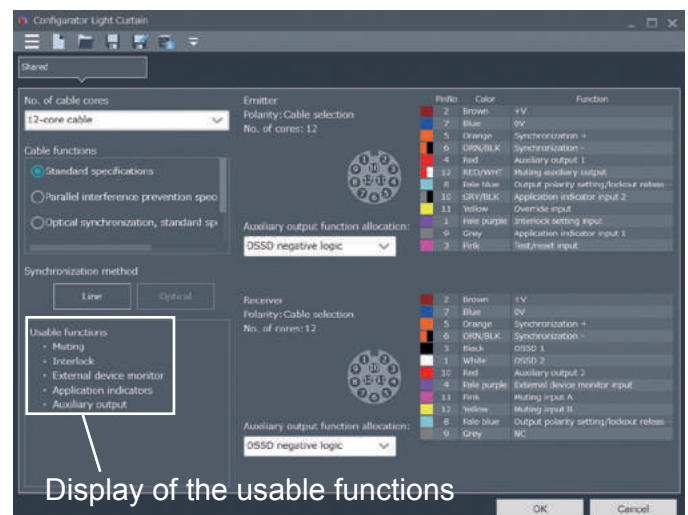 Configurator Light Curtain
Shared
No. of cable cores
12-core cable
Cable functions
Standard specifications
Parallel interference prevention spec
Optical synchronization, standard sp
Synchronization method
Line Optical
Usable functions
• Muting
• Interlock
• External device monitor
• Application indicators
• Auxiliary output
Emitter
Polarity: Cable selection
No. of cores: 12
Auxiliary output function allocation:
OSSD negative logic
PinNo Color Function
2 Brown +V
7 Blue 0V
5 Orange Synchronization +
6 ORN/BLK Synchronization -
4 Red Auxiliary output 1
12 RED/WHT Muting auxiliary output
8 Pale blue Output polarity setting/lockout releas
10 GRY/BLK Application indicator input 2
11 Yellow Override input
1 Pale purple Interlock setting input
9 Grey Application indicator input 1
3 Pink Test/reset input
Receiver
Polarity: Cable selection
No. of cores: 12
Auxiliary output function allocation:
OSSD negative logic
2 Brown +V
7 Blue 0V
5 Orange Synchronization +
6 ORN/BLK Synchronization -
3 Black OSSD 1
1 White OSSD 2
10 Red Auxiliary output 2
4 Pale purple External device monitor input
11 Pink Muting input A
12 Yellow Muting input B
8 Pale blue Output polarity setting/lockout releas
9 Grey NC
Display of the usable functions
OK Cancel